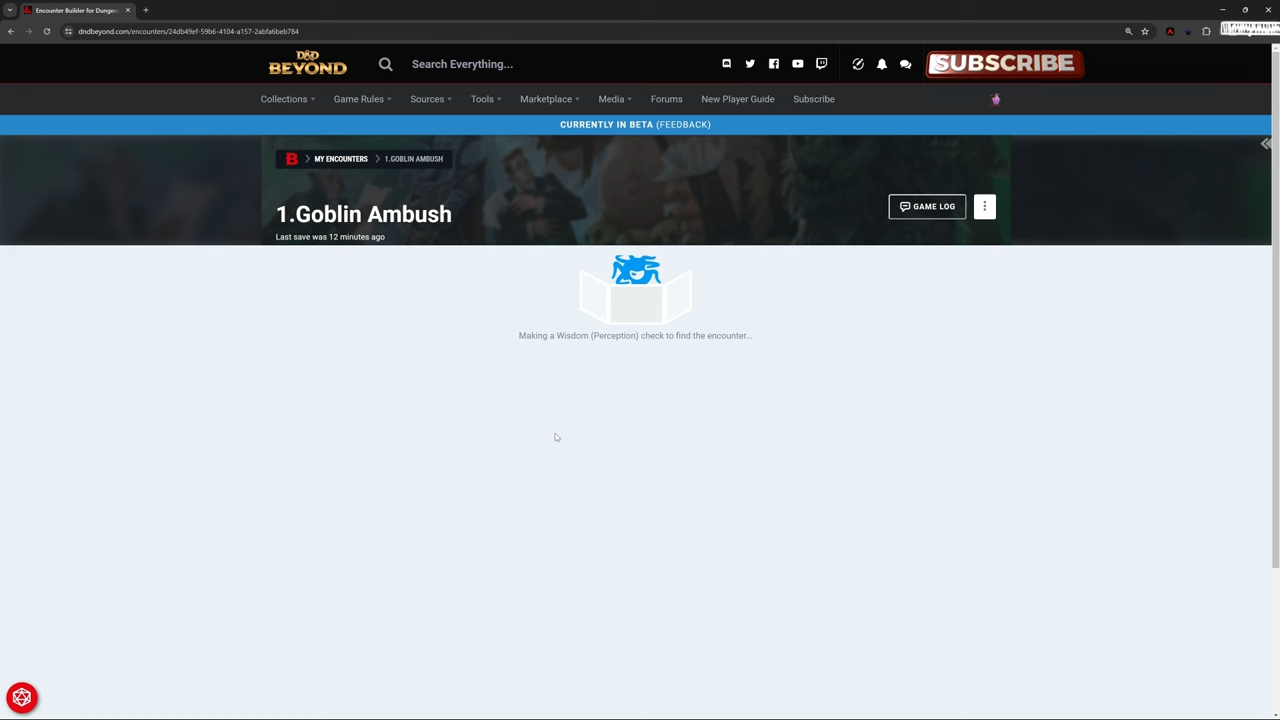 Encounter Builder for Dungeo
dndbeyond.com/encounters/24db49ef-59b6-4104-a157-2abfa6beb784
D&D BEYOND
Search Everything...
SUBSCRIBE
Collections Game Rules Sources Tools Marketplace Media Forums New Player Guide Subscribe
CURRENTLY IN BETA (FEEDBACK)
B MY ENCOUNTERS 1.GOBLIN AMBUSH
1.Goblin Ambush
GAME LOG
Last save was 12 minutes ago
Making a Wisdom (Perception) check to find the encounter...